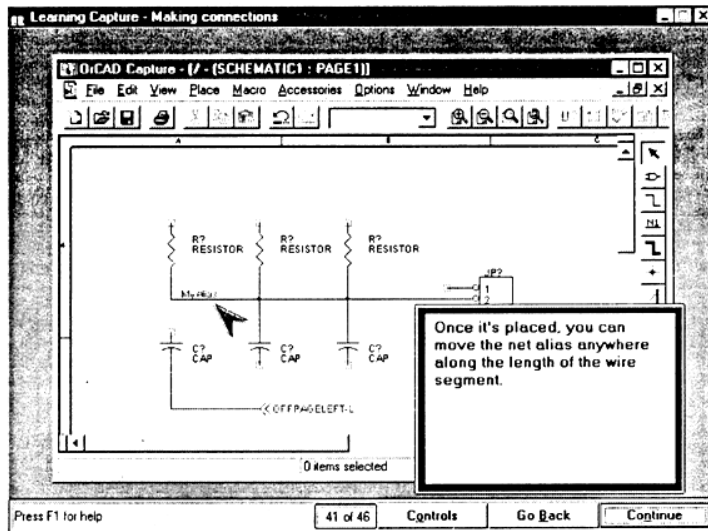 Learning Capture - Making connections
OrCAD Capture - [/ - (SCHEMATIC1 : PAGE1)]
File Edit View Place Macro Accessories Options Window Help
A B C
R? R? R?
RESISTOR RESISTOR RESISTOR
JP?
1
2
C? C? C?
CAP CAP CAP
OFFPAGELEFT-L
Once it's placed, you can
move the net alias anywhere
along the length of the wire
segment.
0 items selected
Press F1 for help 41 of 46 Controls Go Back Continue